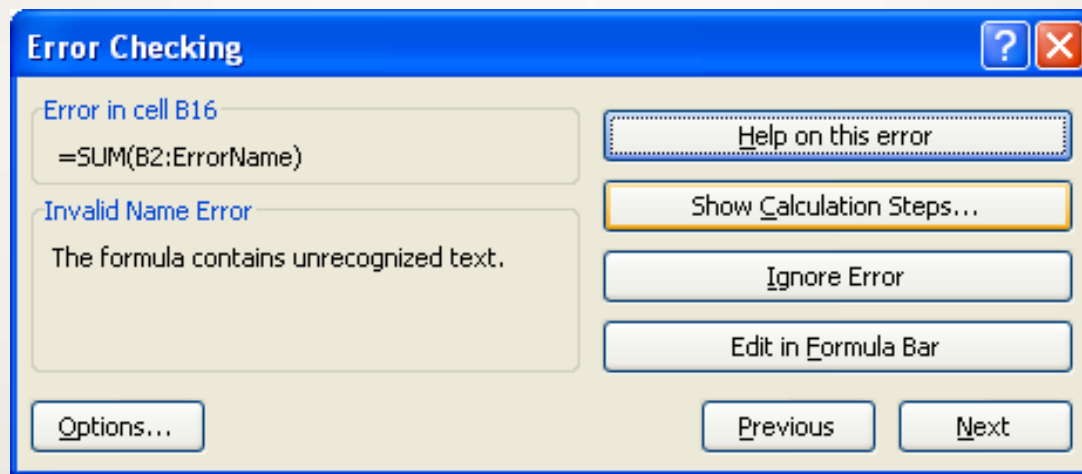 Error Checking
?
Error in cell B16
=SUM(B2:ErrorName)
Invalid Name Error
The formula contains unrecognized text.
Help on this error
Show Calculation Steps...
Ignore Error
Edit in Formula Bar
Options...
Previous
Next